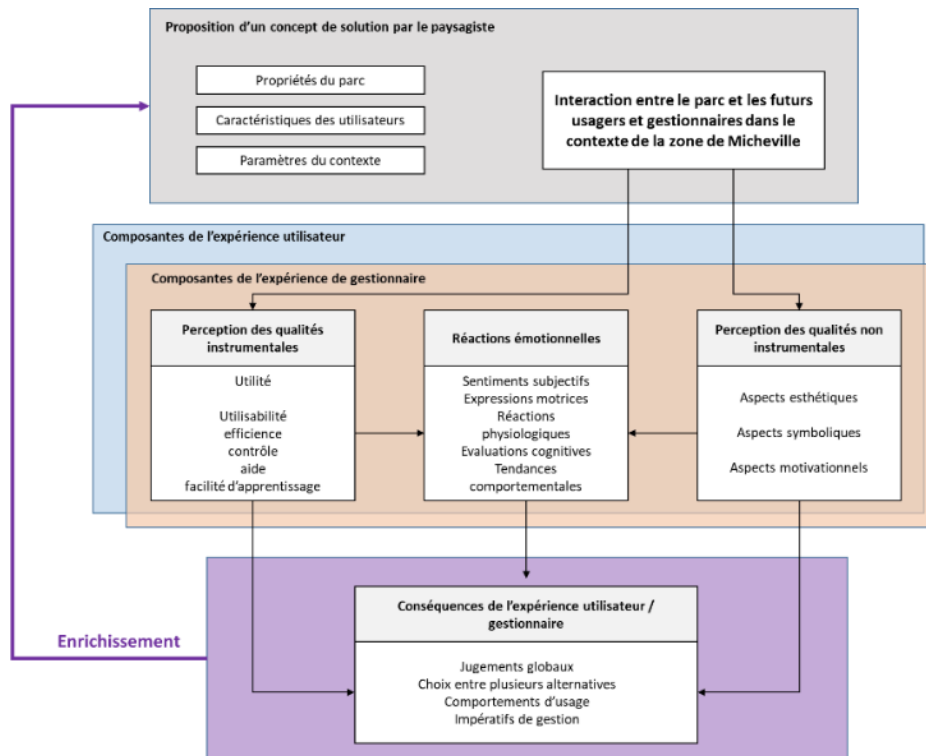 Proposition d’un concept de solution par le paysagiste
Propriétés du parc
Caractéristiques des utilisateurs
Paramètres du contexte
Interaction entre le parc et les futurs
usagers et gestionnaires dans le
contexte de la zone de Micheville
Composantes de l’expérience utilisateur
Composantes de l’expérience de gestionnaire
Perception des qualités
instrumentales
Utilité
Utilisabilité
efficience
contrôle
aide
facilité d’apprentissage
Réactions émotionnelles
Sentiments subjectifs
Expressions motrices
Réactions
physiologiques
Evaluations cognitives
Tendances
comportementales
Perception des qualités non
instrumentales
Aspects esthétiques
Aspects symboliques
Aspects motivationnels
Enrichissement
Conséquences de l’expérience utilisateur /
gestionnaire
Jugements globaux
Choix entre plusieurs alternatives
Comportements d’usage
Impératifs de gestion